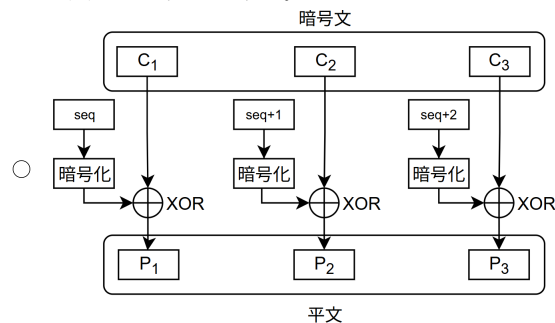 暗号文
C1 C2 C3
seq seq+1 seq+2
暗号化 暗号化 暗号化
XOR XOR XOR
P1 P2 P3
平文